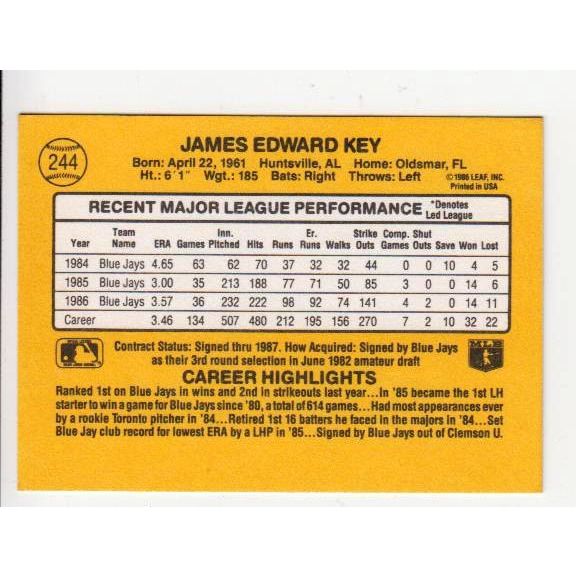 244
JAMES EDWARD KEY
Born: April 22, 1961 Huntsville, AL Home: Oldsmar, FL
Ht.: 6´1" Wgt.: 185 Bats: Right Throws: Left
©1986 LEAF, INC.
Printed in USA
RECENT MAJOR LEAGUE PERFORMANCE *Denotes Led League
Year Team Name ERA Games Inn. Pitched Hits Runs Er. Runs Walks Strike Outs Comp. Games Shut Outs Save Won Lost
1984 Blue Jays 4.65 63 62 70 37 32 32 44 0 0 10 4 5
1985 Blue Jays 3.00 35 213 188 77 71 50 85 3 0 0 14 6
1986 Blue Jays 3.57 36 232 222 98 92 74 141 4 2 0 14 11
Career 3.46 134 507 480 212 195 156 270 7 2 10 32 22
Contract Status: Signed thru 1987. How Acquired: Signed by Blue Jays
as their 3rd round selection in June 1982 amateur draft
MLB
CAREER HIGHLIGHTS
Ranked 1st on Blue Jays in wins and 2nd in strikeouts last year...in '85 became the 1st LH
starter to win a game for Blue Jays since '80, a total of 614 games...Had most appearances ever
by a rookie Toronto pitcher in '84...Retired 1st 16 batters he faced in the majors in '84...Set
Blue Jay club record for lowest ERA by a LHP in '85...Signed by Blue Jays out of Clemson U.